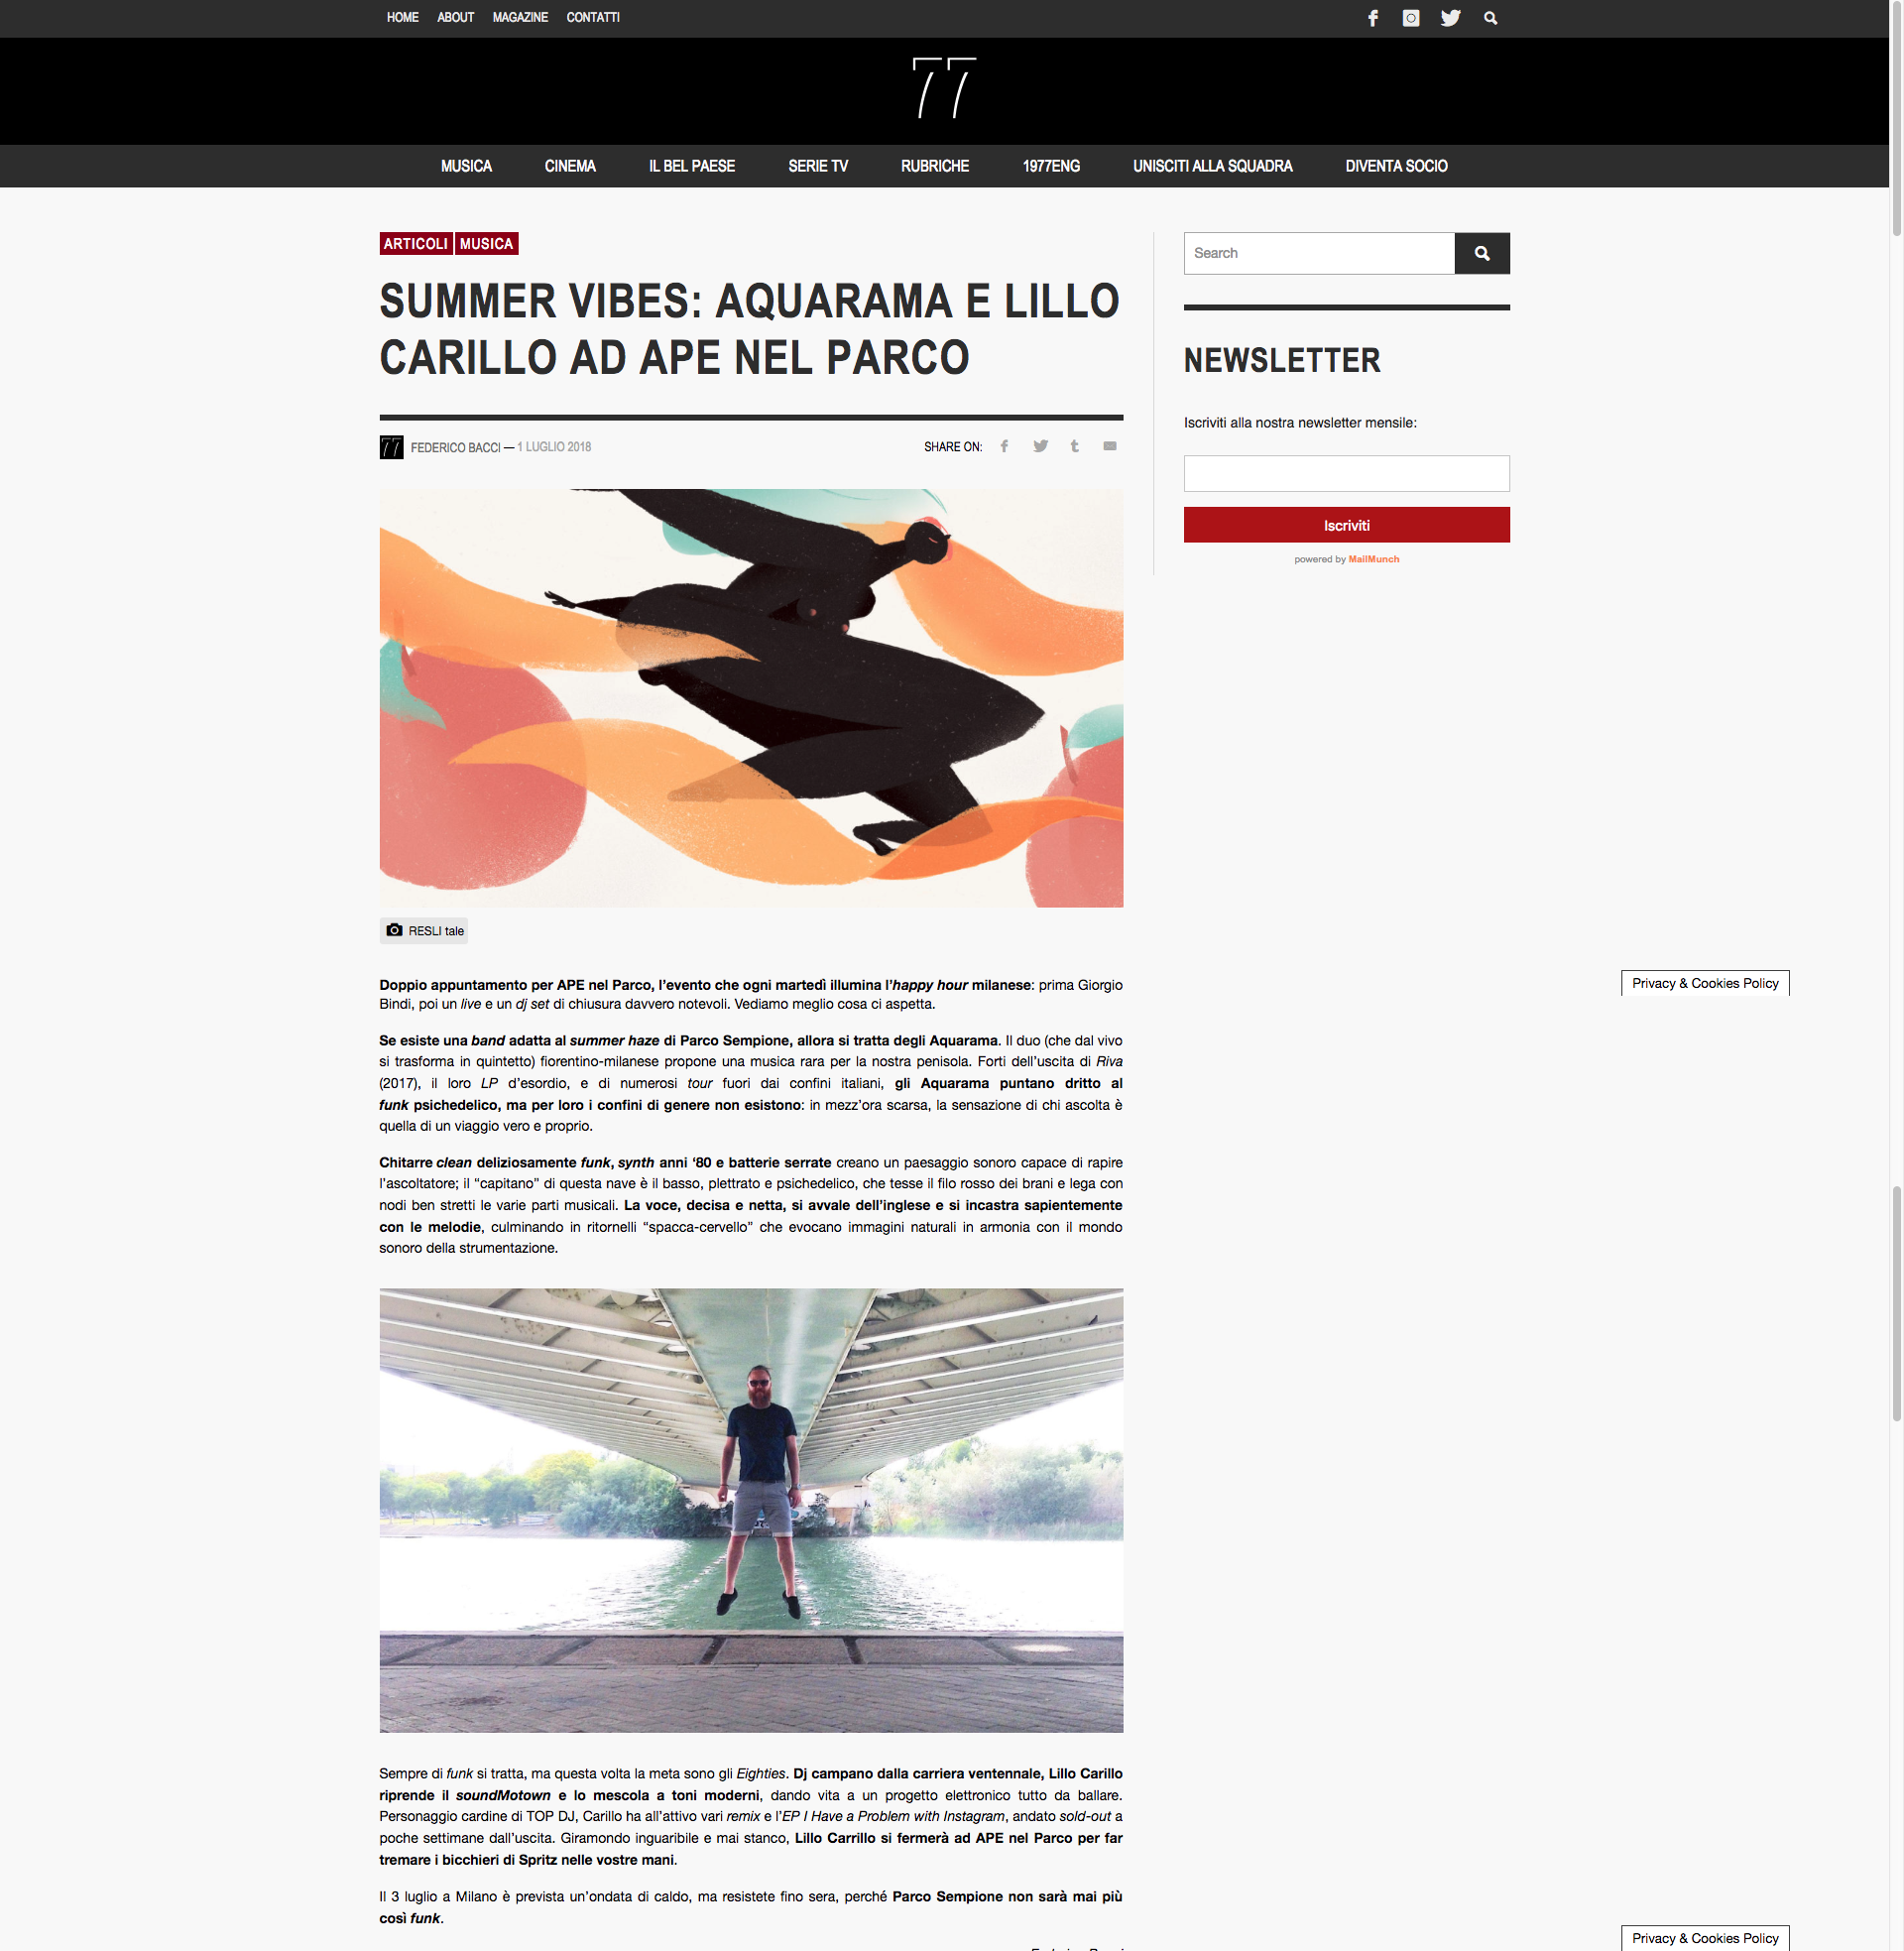 HOME ABOUT MAGAZINE CONTATTI
77
MUSICA CINEMA IL BEL PAESE SERIE TV RUBRICHE 1977ENG UNISCITI ALLA SQUADRA DIVENTA SOCIO
ARTICOLI MUSICA
SUMMER VIBES: AQUARAMA E LILLO
CARILLO AD APE NEL PARCO
77 FEDERICO BACCI — 1 LUGLIO 2018
SHARE ON:
RESLI tale
Doppio appuntamento per APE nel Parco, l’evento che ogni martedì illumina l’happy hour milanese: prima Giorgio
Bindi, poi un live e un dj set di chiusura davvero notevoli. Vediamo meglio cosa ci aspetta.
Se esiste una band adatta al summer haze di Parco Sempione, allora si tratta degli Aquarama. Il duo (che dal vivo
si trasforma in quintetto) fiorentino-milanese propone una musica rara per la nostra penisola. Forti dell’uscita di Riva
(2017), il loro LP d’esordio, e di numerosi tour fuori dai confini italiani, gli Aquarama puntano dritto al
funk psichedelico, ma per loro i confini di genere non esistono: in mezz’ora scarsa, la sensazione di chi ascolta è
quella di un viaggio vero e proprio.
Chitarre clean deliziosamente funk, synth anni ‘80 e batterie serrate creano un paesaggio sonoro capace di rapire
l’ascoltatore; il “capitano” di questa nave è il basso, plettrato e psichedelico, che tesse il filo rosso dei brani e lega con
nodi ben stretti le varie parti musicali. La voce, decisa e netta, si avvale dell’inglese e si incastra sapientemente
con le melodie, culminando in ritornelli “spacca-cervello” che evocano immagini naturali in armonia con il mondo
sonoro della strumentazione.
Sempre di funk si tratta, ma questa volta la meta sono gli Eighties. Dj campano dalla carriera ventennale, Lillo Carillo
riprende il soundMotown e lo mescola a toni moderni, dando vita a un progetto elettronico tutto da ballare.
Personaggio cardine di TOP DJ, Carillo ha all’attivo vari remix e l’EP I Have a Problem with Instagram, andato sold-out a
poche settimane dall’uscita. Giramondo inguaribile e mai stanco, Lillo Carrillo si fermerà ad APE nel Parco per far
tremare i bicchieri di Spritz nelle vostre mani.
Il 3 luglio a Milano è prevista un’ondata di caldo, ma resistete fino sera, perché Parco Sempione non sarà mai più
così funk.
Search
NEWSLETTER
Iscriviti alla nostra newsletter mensile:
Iscriviti
powered by MailMunch
Privacy & Cookies Policy
Privacy & Cookies Policy